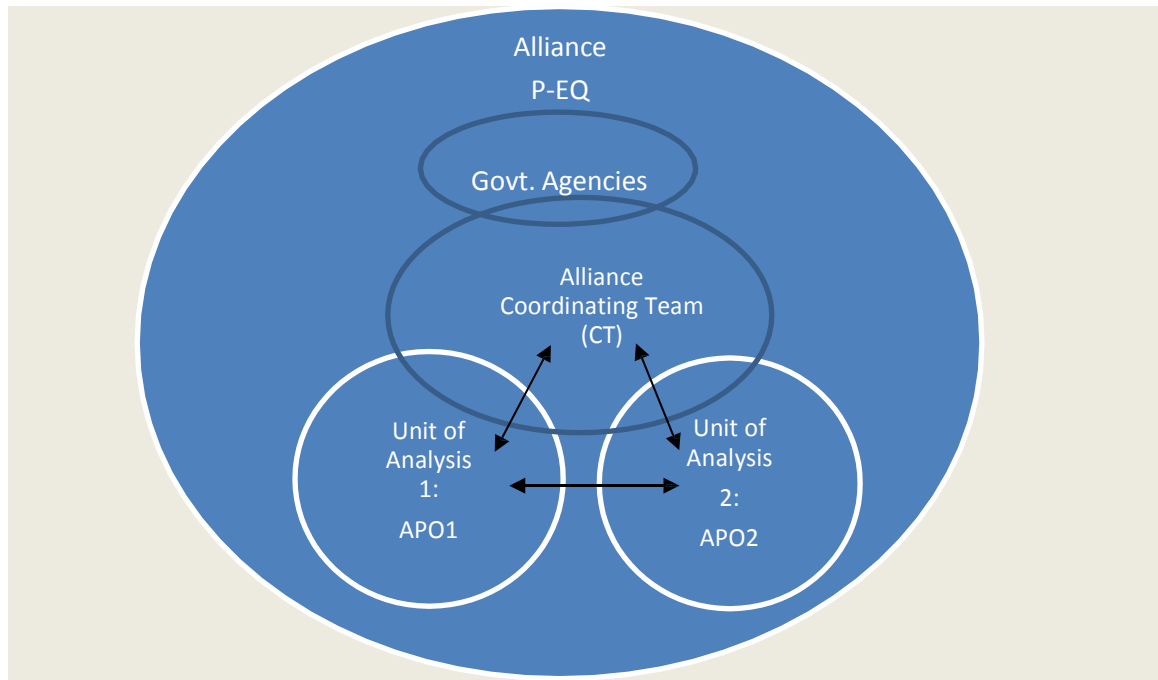 Alliance
P-EQ
Govt. Agencies
Alliance
Coordinating Team
(CT)
Unit of
Analysis
1:
APO1
Unit of
Analysis
2:
APO2